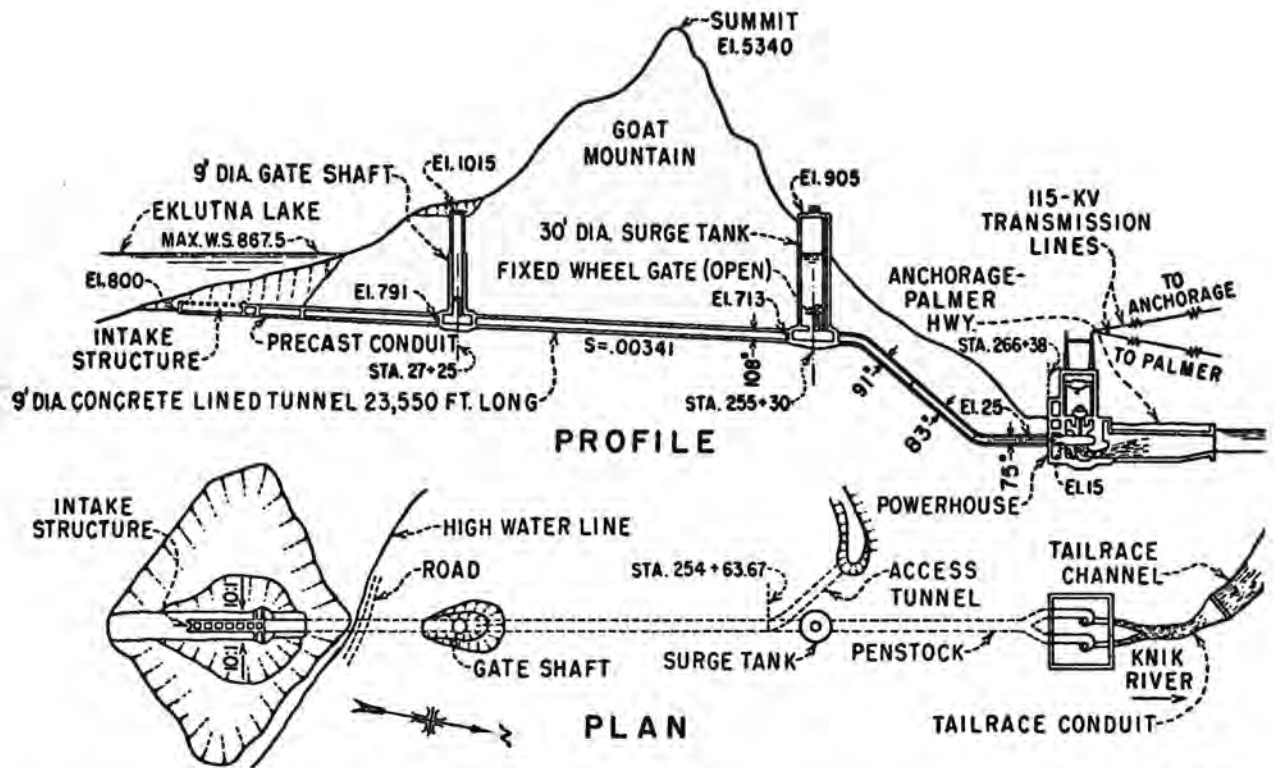 SUMMIT
El.5340
GOAT
MOUNTAIN
El.1015
9' DIA. GATE SHAFT
EKLUTNA LAKE
MAX.W.S.867.5
El.800
INTAKE
STRUCTURE
PRECAST CONDUIT
El.791
STA. 27+25
9' DIA. CONCRETE LINED TUNNEL 23,550 FT. LONG
S=.00341
El.905
30' DIA. SURGE TANK
FIXED WHEEL GATE (OPEN)
El.713
108"
STA. 255+30
91"
83"
75"
El.25
El.15
115-KV
TRANSMISSION
LINES
ANCHORAGE-
PALMER
HWY.
STA. 266+38
TO
ANCHORAGE
TO PALMER
POWERHOUSE
PROFILE
INTAKE
STRUCTURE
10:1
10:1
HIGH WATER LINE
ROAD
GATE SHAFT
STA. 254+63.67
ACCESS
TUNNEL
SURGE TANK
PENSTOCK
TAILRACE
CHANNEL
KNIK
RIVER
TAILRACE CONDUIT
N
PLAN